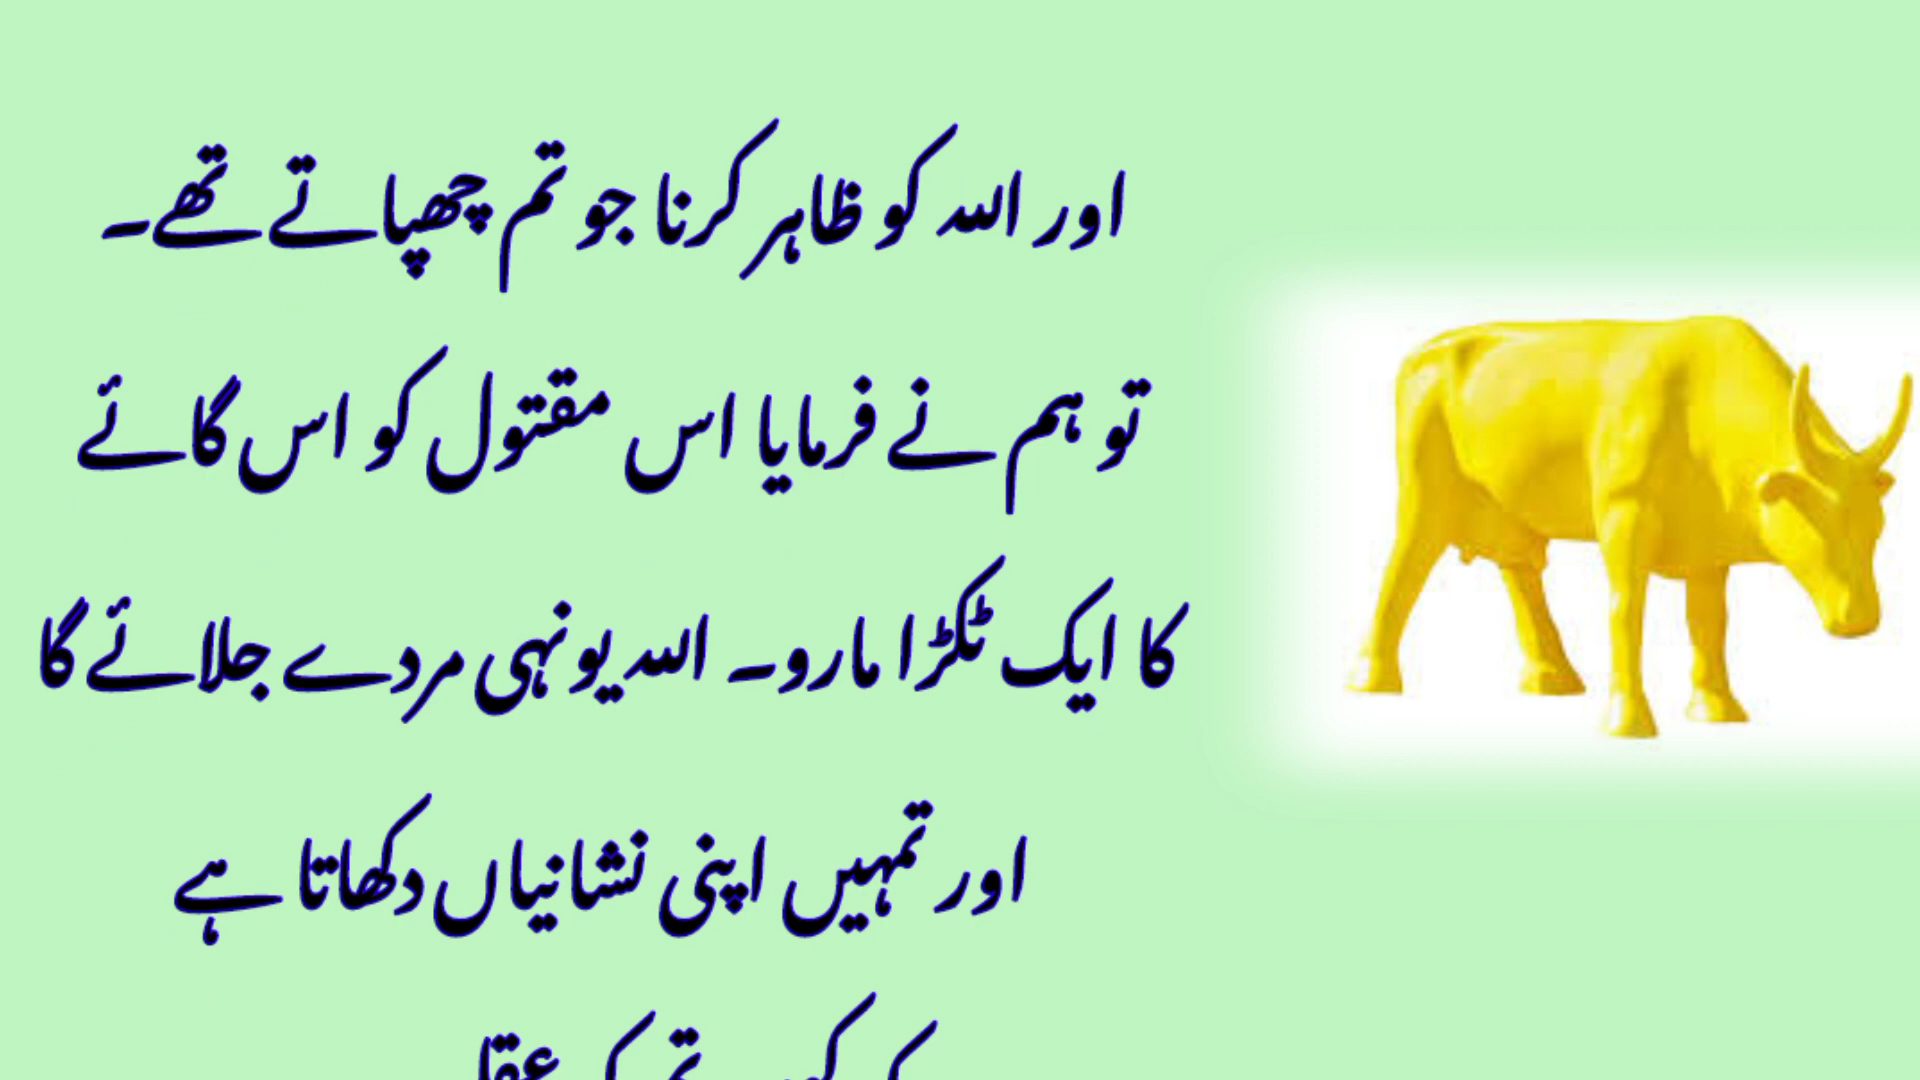 اور اللہ کو ظاہر کرنا جو تم چھپاتے تھے۔
تو ہم نے فرمایا اس مقتول کو اس گائے
کا ایک ٹکڑا مارو۔ اللہ یونہی مردے جلائے گا
اور تمہیں اپنی نشانیاں دکھاتا ہے